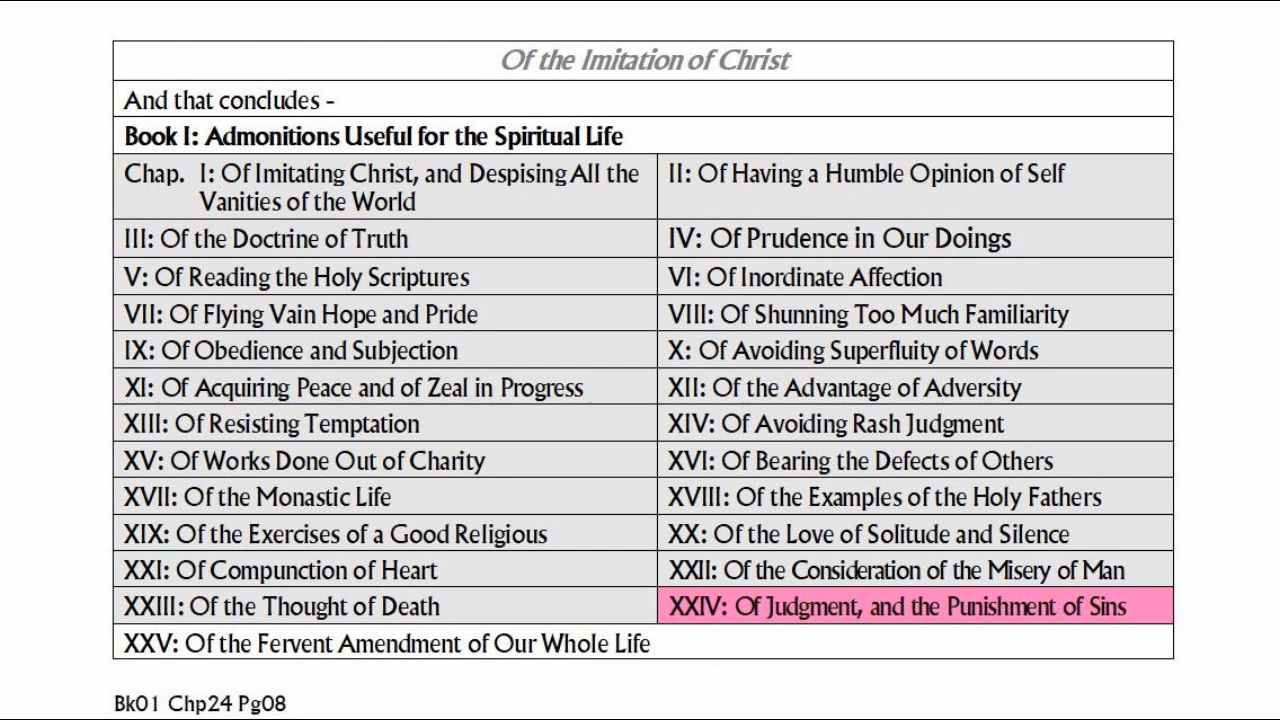 Of the Imitation of Christ
And that concludes -
Book I: Admonitions Useful for the Spiritual Life
Chap. I: Of Imitating Christ, and Despising All the
Vanities of the World
II: Of Having a Humble Opinion of Self
III: Of the Doctrine of Truth
IV: Of Prudence in Our Doings
V: Of Reading the Holy Scriptures
VI: Of Inordinate Affection
VII: Of Flying Vain Hope and Pride
VIII: Of Shunning Too Much Familiarity
IX: Of Obedience and Subjection
X: Of Avoiding Superfluity of Words
XI: Of Acquiring Peace and of Zeal in Progress
XII: Of the Advantage of Adversity
XIII: Of Resisting Temptation
XIV: Of Avoiding Rash Judgment
XV: Of Works Done Out of Charity
XVI: Of Bearing the Defects of Others
XVII: Of the Monastic Life
XVIII: Of the Examples of the Holy Fathers
XIX: Of the Exercises of a Good Religious
XX: Of the Love of Solitude and Silence
XXI: Of Compunction of Heart
XXII: Of the Consideration of the Misery of Man
XXIII: Of the Thought of Death
XXIV: Of Judgment, and the Punishment of Sins
XXV: Of the Fervent Amendment of Our Whole Life
Bk01 Chp24 Pg08